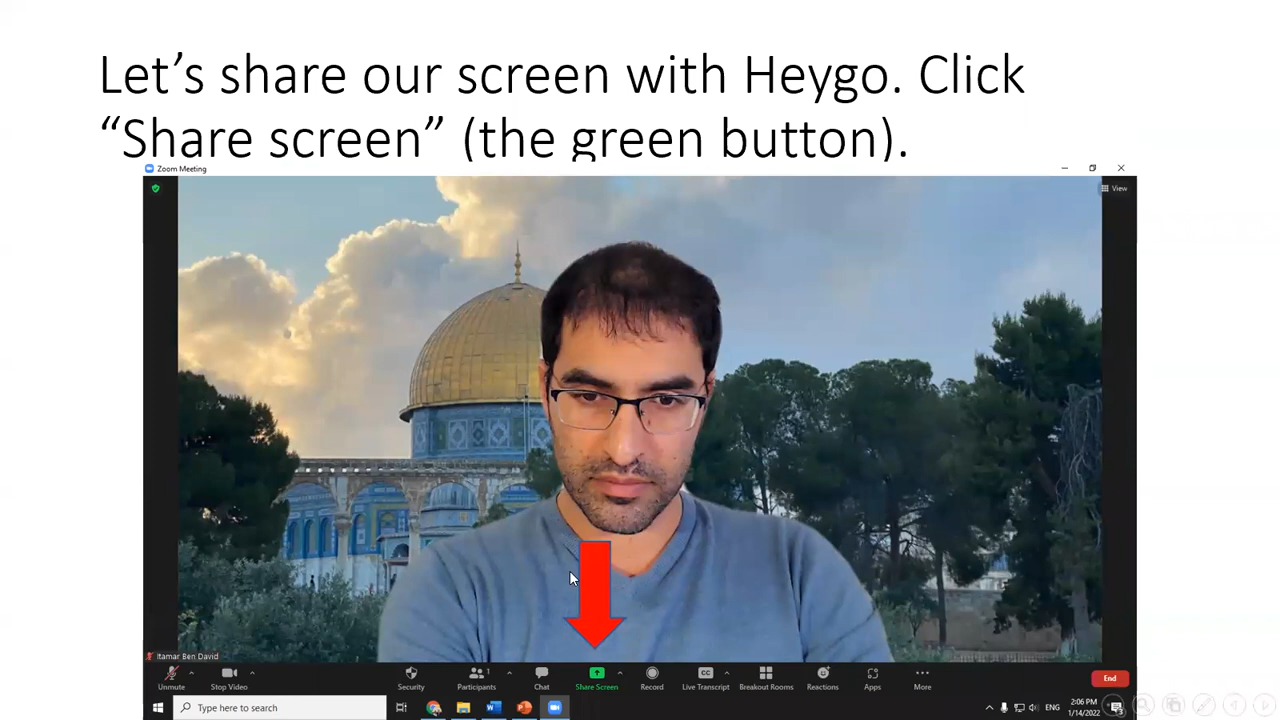 Let’s share our screen with Heygo. Click
“Share screen” (the green button).
Zoom Meeting
View
Itamar Ben David
Unmute Stop Video Security Participants 1 Chat Share Screen Record CC Live Transcript Breakout Rooms Reactions Apps More End
Type here to search
ENG 2:06 PM
1/14/2022